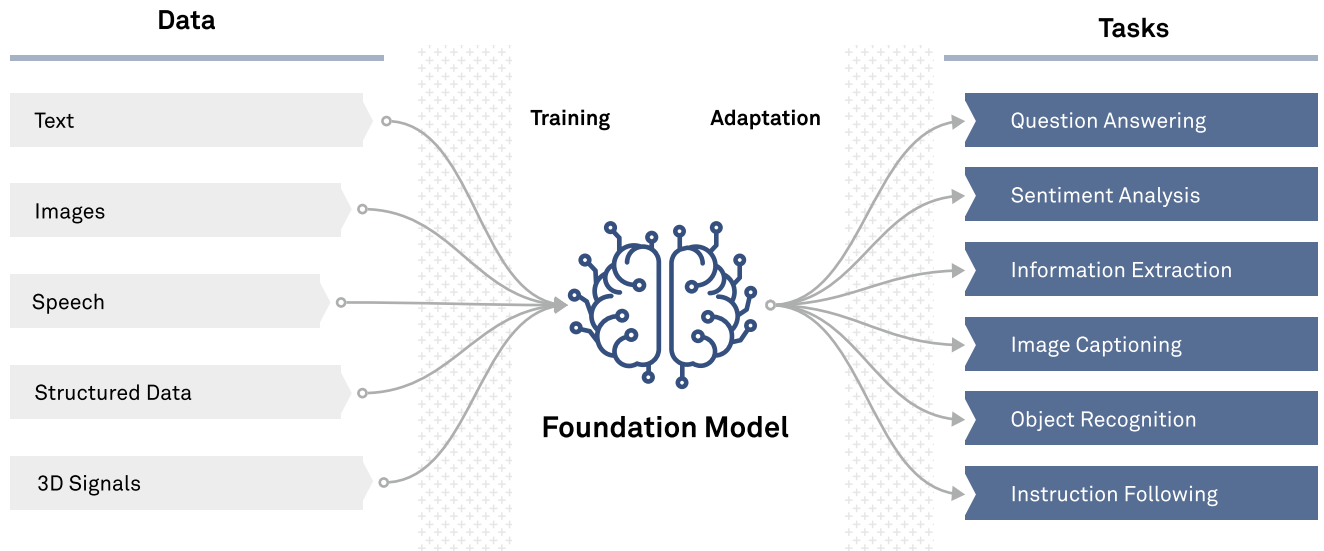 Data
Tasks
Text
Images
Speech
Structured Data
3D Signals
Training
Adaptation
Foundation Model
Question Answering
Sentiment Analysis
Information Extraction
Image Captioning
Object Recognition
Instruction Following